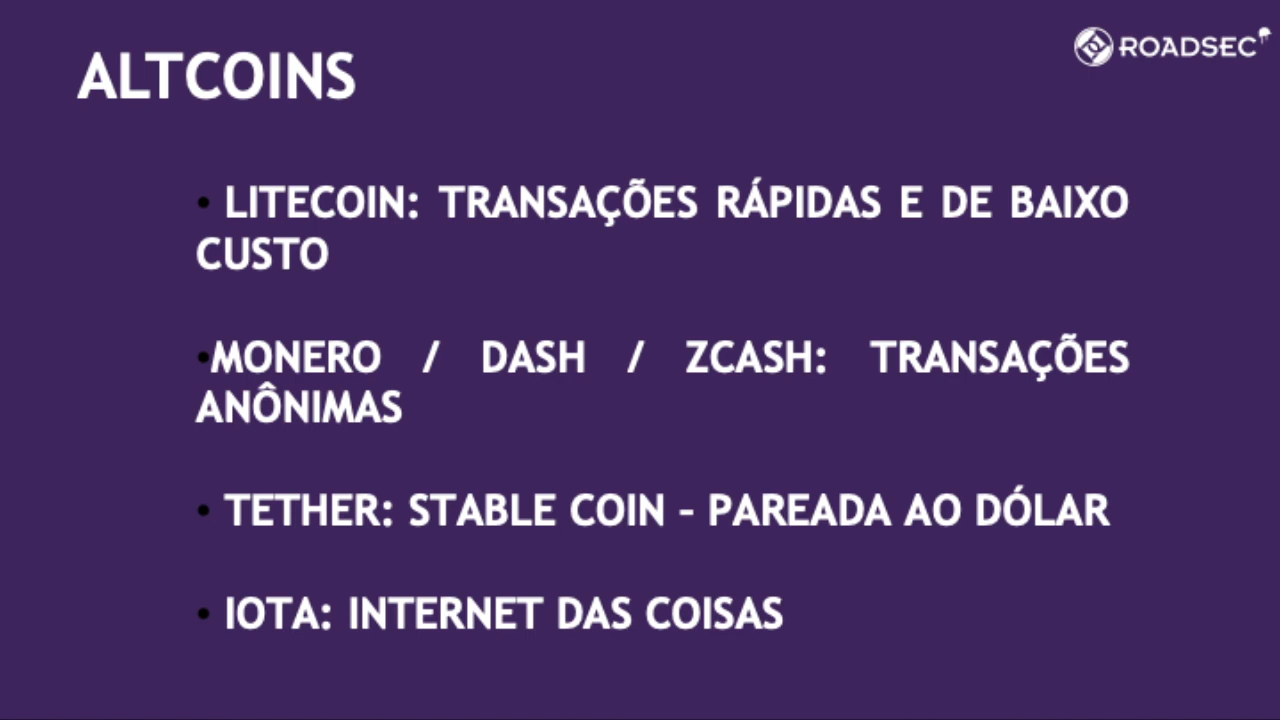 ROADSEC
ALTCOINS
• LITECOIN: TRANSAÇÕES RÁPIDAS E DE BAIXO
CUSTO
•MONERO / DASH / ZCASH: TRANSAÇÕES
ANÔNIMAS
• TETHER: STABLE COIN – PAREADA AO DÓLAR
• IOTA: INTERNET DAS COISAS